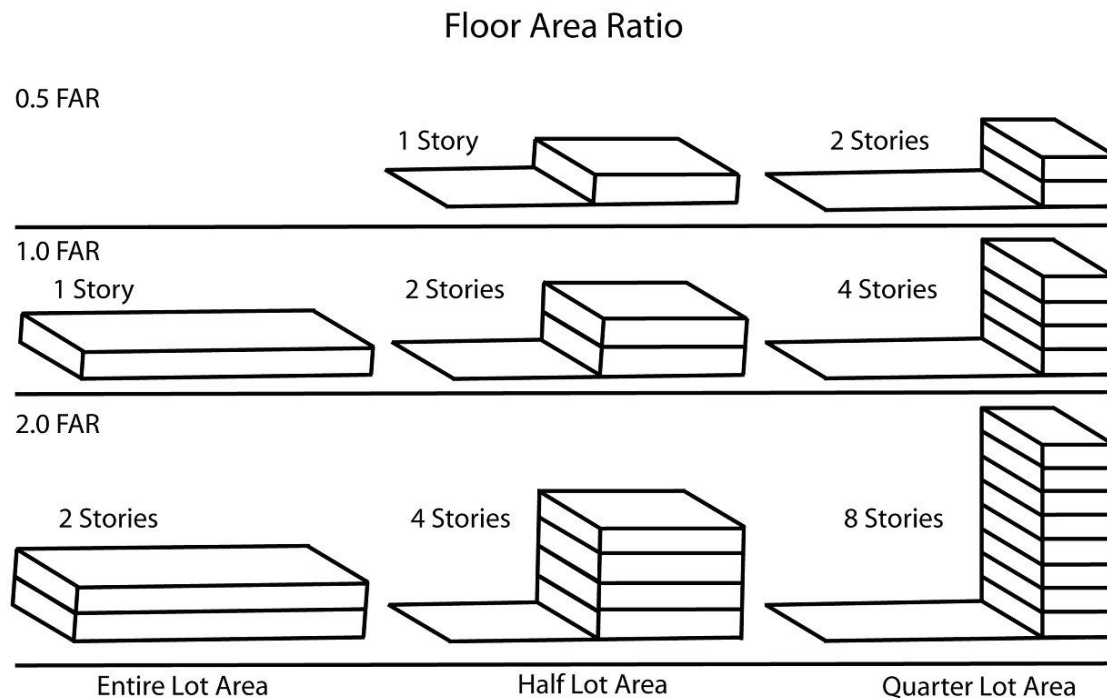 Floor Area Ratio
0.5 FAR
1 Story
2 Stories
1.0 FAR
1 Story
2 Stories
4 Stories
2.0 FAR
2 Stories
4 Stories
8 Stories
Entire Lot Area
Half Lot Area
Quarter Lot Area